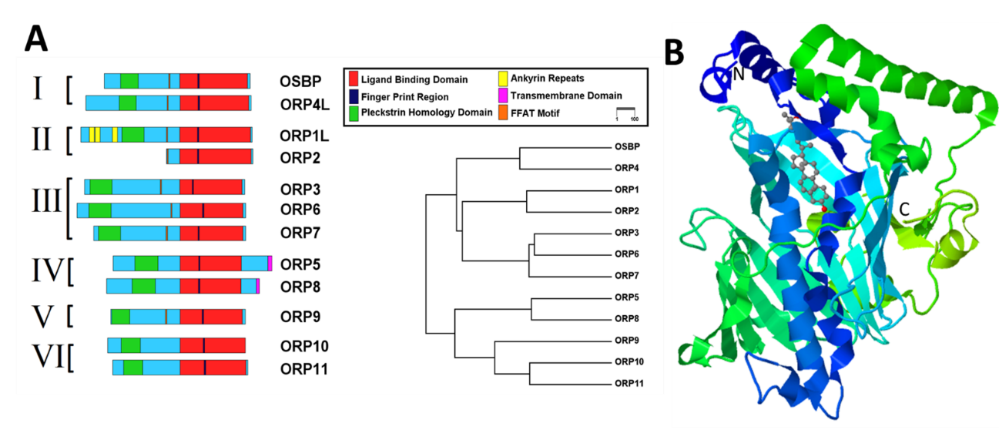 A
I
OSBP
ORP4L
II
ORP1L
ORP2
III
ORP3
ORP6
ORP7
IV
ORP5
ORP8
V
ORP9
VI
ORP10
ORP11
Ligand Binding Domain
Finger Print Region
Pleckstrin Homology Domain
Ankyrin Repeats
Transmembrane Domain
FFAT Motif
1 100
OSBP
ORP4
ORP1
ORP2
ORP3
ORP6
ORP7
ORP5
ORP8
ORP9
ORP10
ORP11
B
N
C